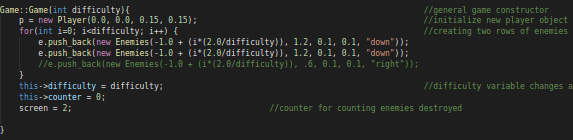 Game::Game(int difficulty){ //general game constructor
p = new Player(0.0, 0.0, 0.15, 0.15); //initialize new player object
for(int i=0; i<difficulty; i++) { //creating two rows of enemies
e.push_back(new Enemies(-1.0 + (i*(2.0/difficulty)), 1.2, 0.1, 0.1, "down"));
e.push_back(new Enemies(-1.0 + (i*(2.0/difficulty)), 1.2, 0.1, 0.1, "down"));
//e.push_back(new Enemies(-1.0 + (i*(2.0/difficulty)), .6, 0.1, 0.1, "right"));
}
this->difficulty = difficulty; //difficulty variable changes a
this->counter = 0;
screen = 2; //counter for counting enemies destroyed
}